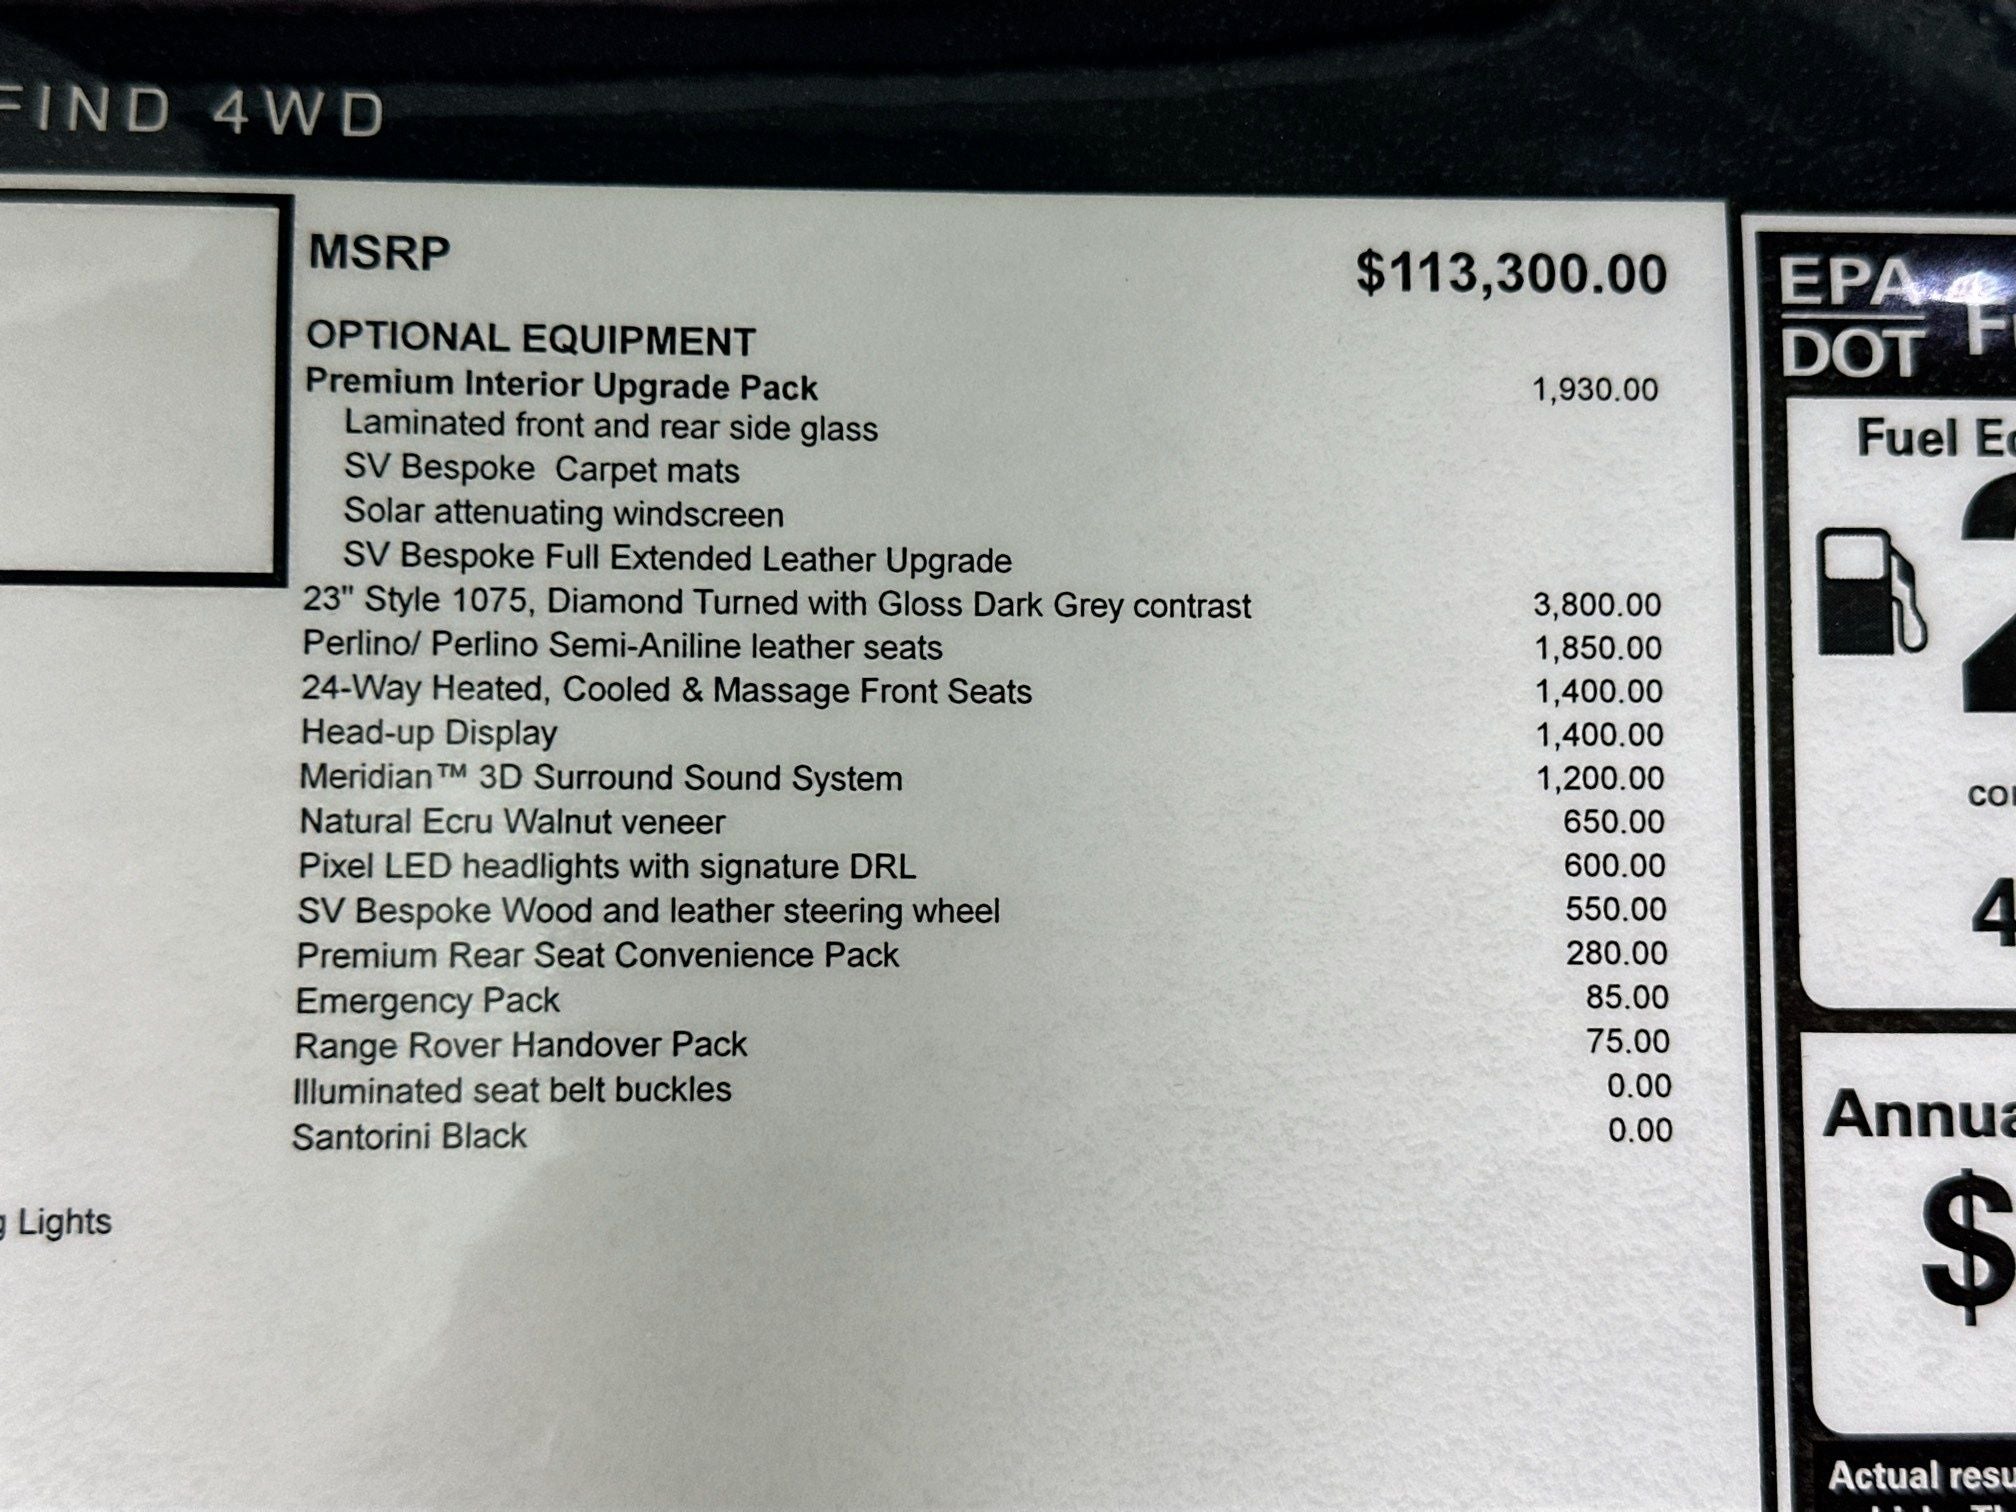 FIND 4WD
MSRP $113,300.00
OPTIONAL EQUIPMENT
Premium Interior Upgrade Pack 1,930.00
Laminated front and rear side glass
SV Bespoke Carpet mats
Solar attenuating windscreen
SV Bespoke Full Extended Leather Upgrade
23" Style 1075, Diamond Turned with Gloss Dark Grey contrast 3,800.00
Perlino/ Perlino Semi-Aniline leather seats 1,850.00
24-Way Heated, Cooled & Massage Front Seats 1,400.00
Head-up Display 1,400.00
Meridian™ 3D Surround Sound System 1,200.00
Natural Ecru Walnut veneer 650.00
Pixel LED headlights with signature DRL 600.00
SV Bespoke Wood and leather steering wheel 550.00
Premium Rear Seat Convenience Pack 280.00
Emergency Pack 85.00
Range Rover Handover Pack 75.00
Illuminated seat belt buckles 0.00
Santorini Black 0.00
Lights
EPA
DOT
Fuel
2
4
$
Actual